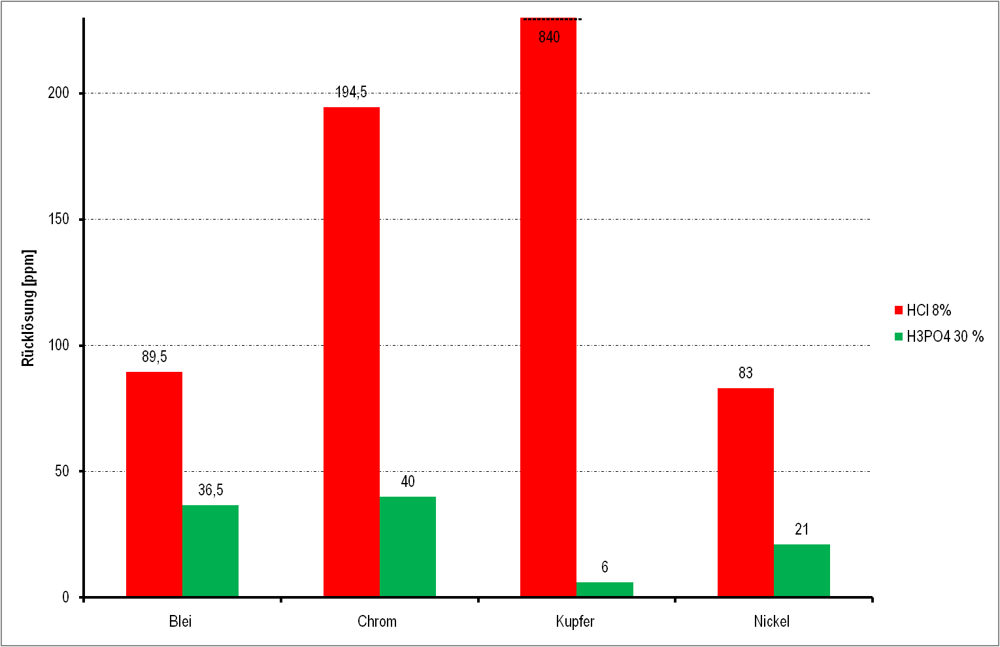 840
200
194,5
150
Rücklösung [ppm]
HCl 8%
H3PO4 30 %
100
89,5
83
50
36,5
40
6
21
0
Blei
Chrom
Kupfer
Nickel